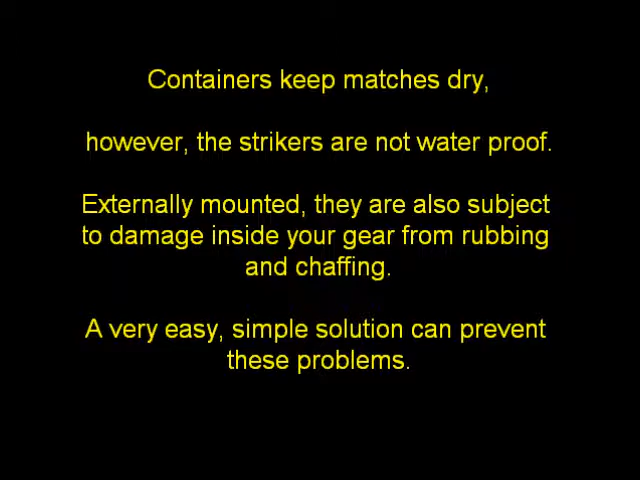 Containers keep matches dry,
however, the strikers are not water proof.
Externally mounted, they are also subject
to damage inside your gear from rubbing
and chaffing.
A very easy, simple solution can prevent
these problems.